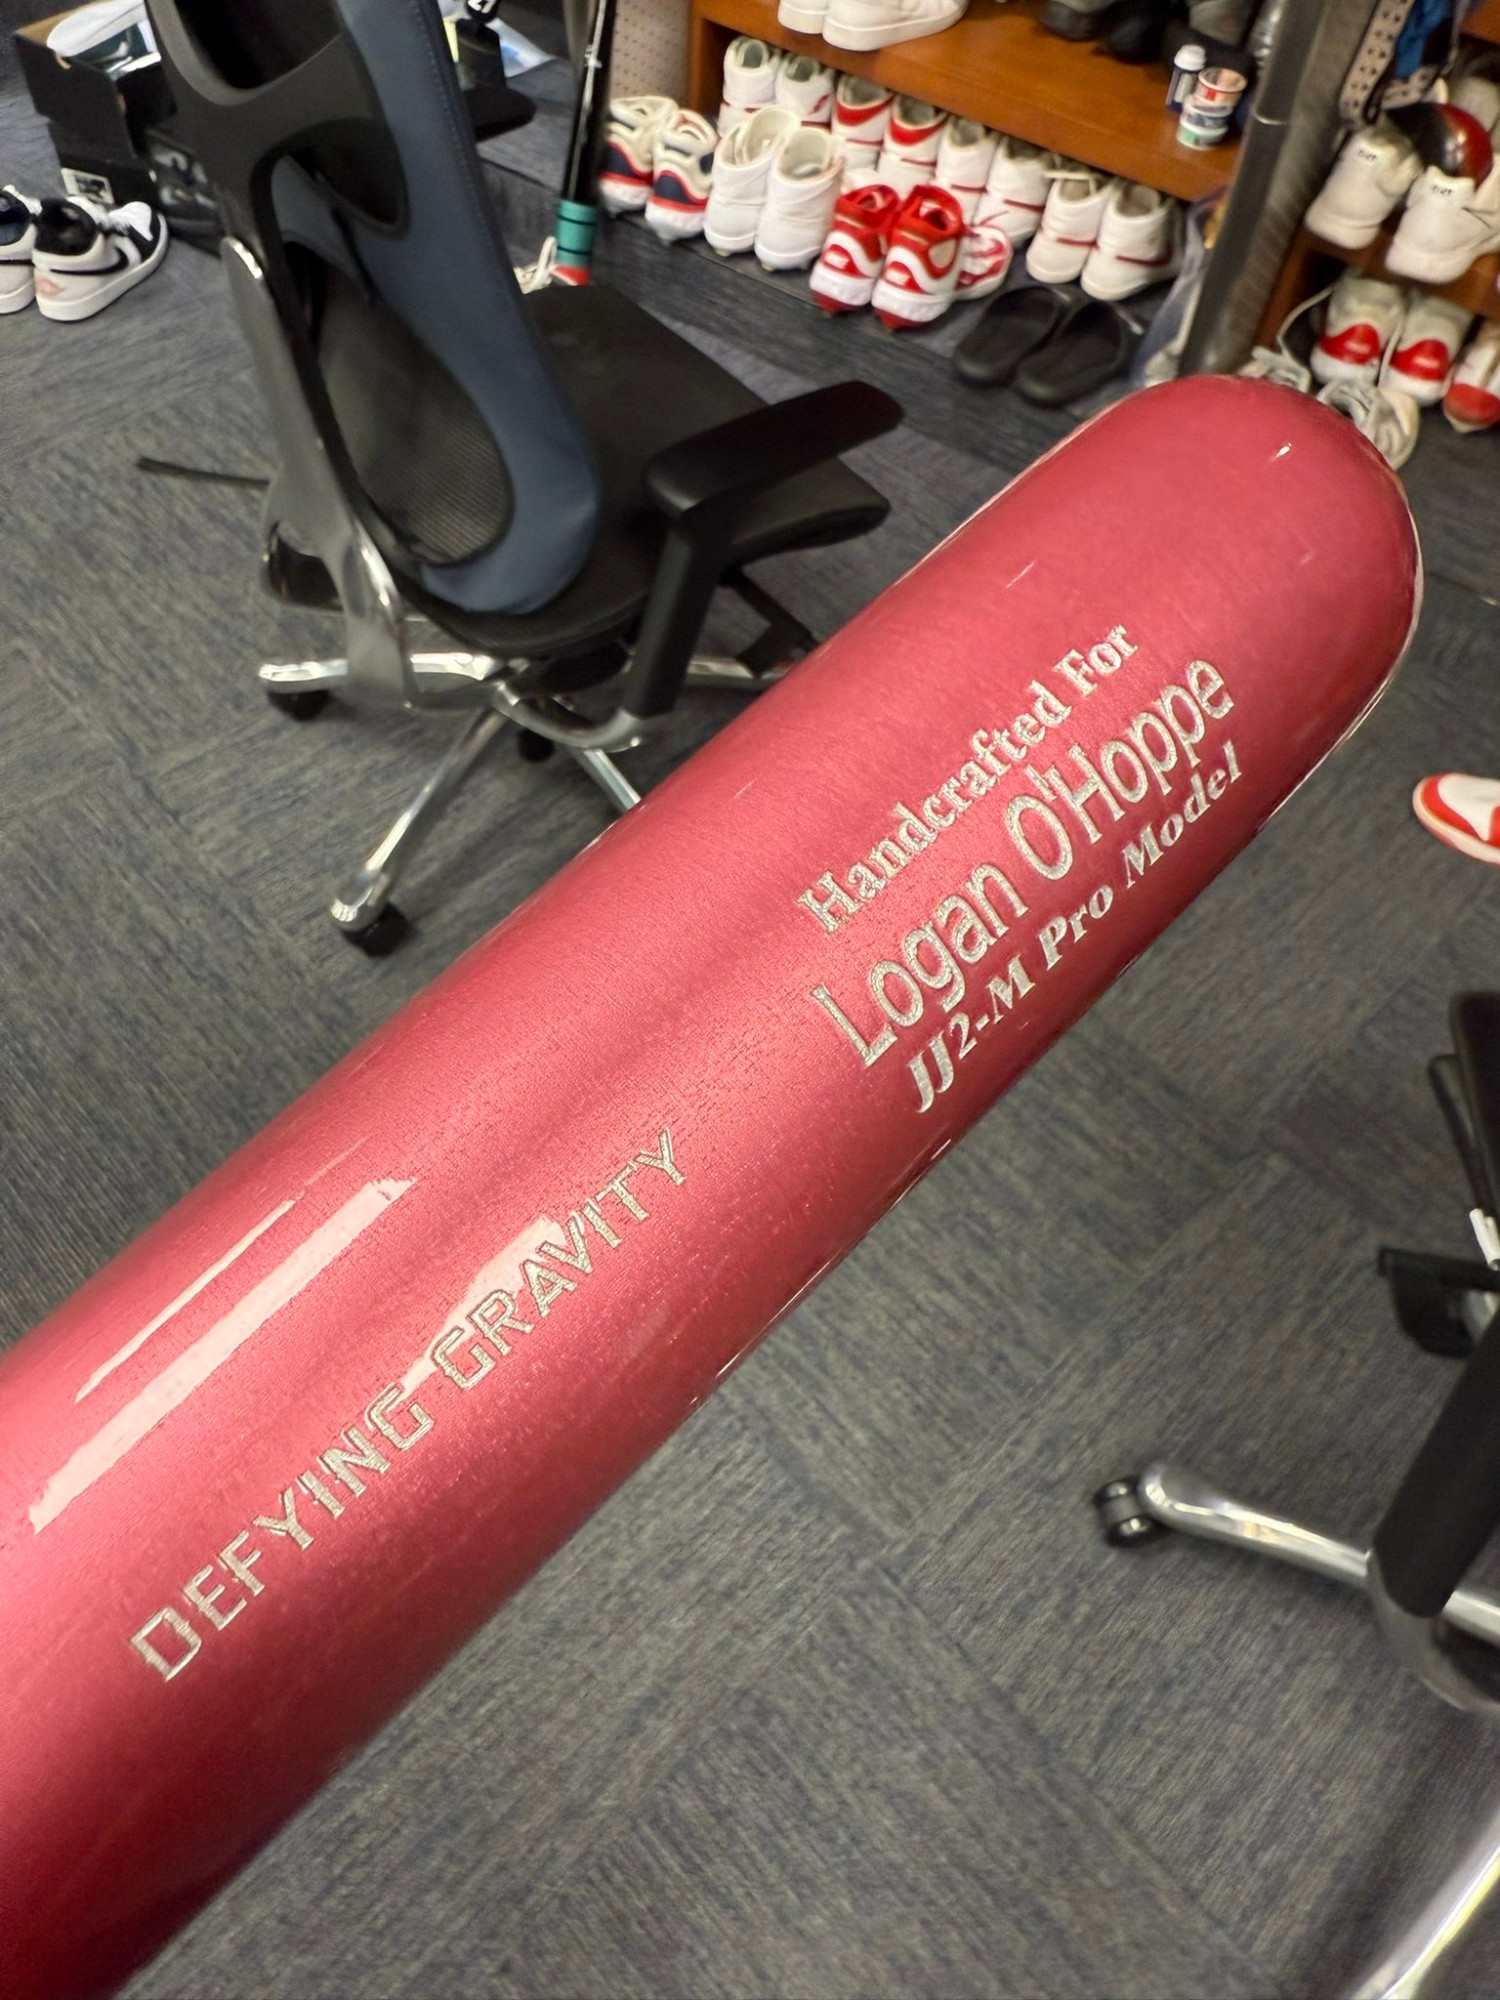 Handcrafted For
Logan O'Hoppe
JJ2-M Pro Model
DEFYING GRAVITY